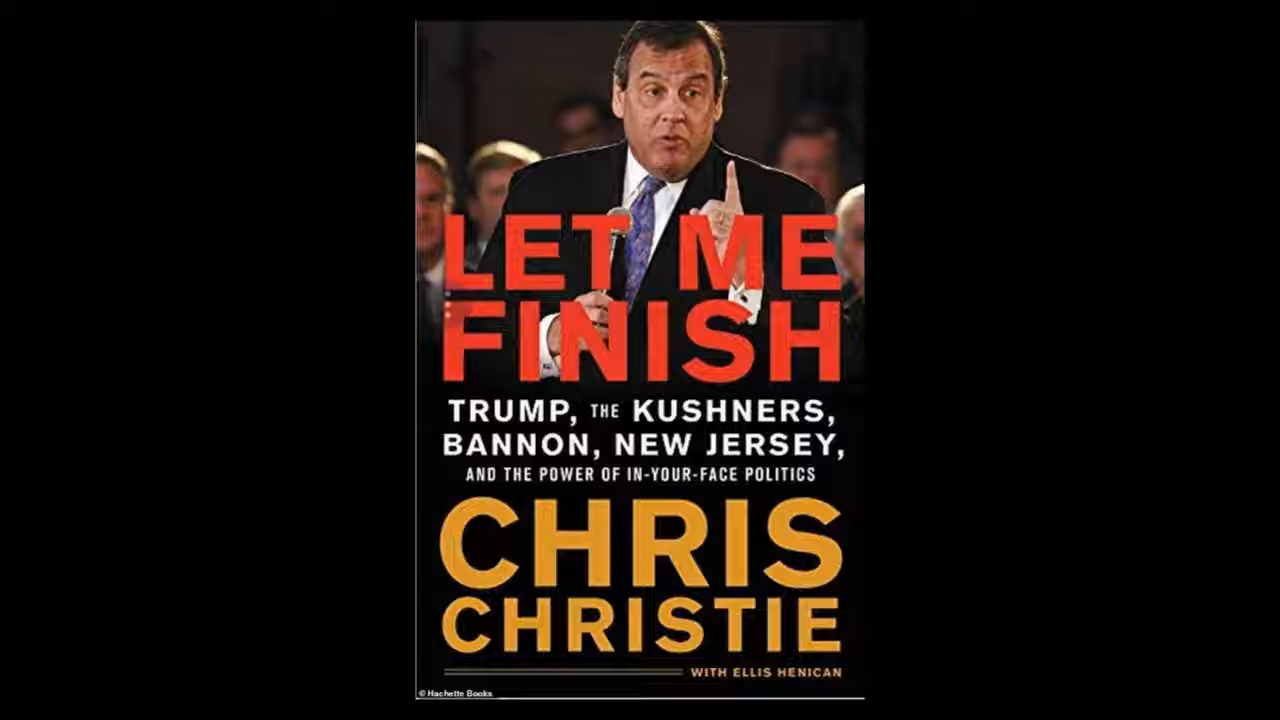 LET ME
FINISH
TRUMP, THE KUSHNERS,
BANNON, NEW JERSEY,
AND THE POWER OF IN-YOUR-FACE POLITICS
CHRIS
CHRISTIE
WITH ELLIS HENICAN
© Hachette Books